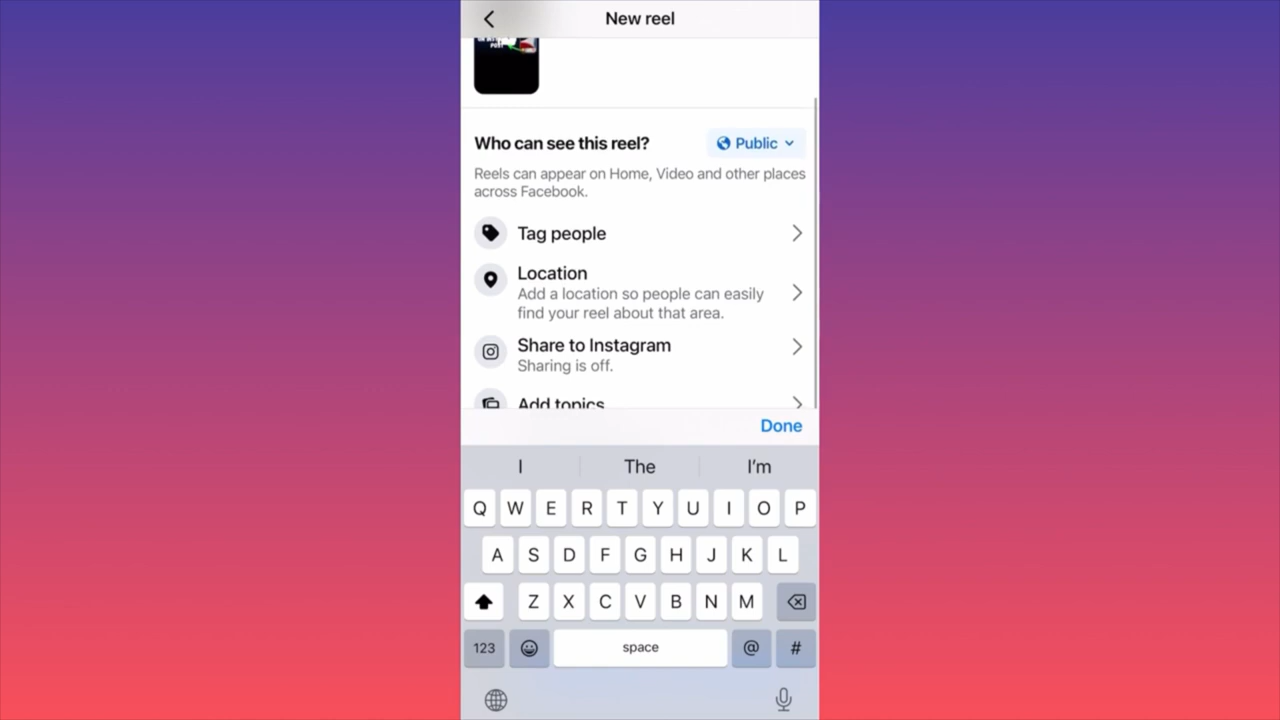 New reel
POST
Who can see this reel?
Public
Reels can appear on Home, Video and other places
across Facebook.
Tag people
Location
Add a location so people can easily
find your reel about that area.
Share to Instagram
Sharing is off.
Add topics
Done
I The I'm
Q W E R T Y U I O P
A S D F G H J K L
Z X C V B N M
123 space @ #